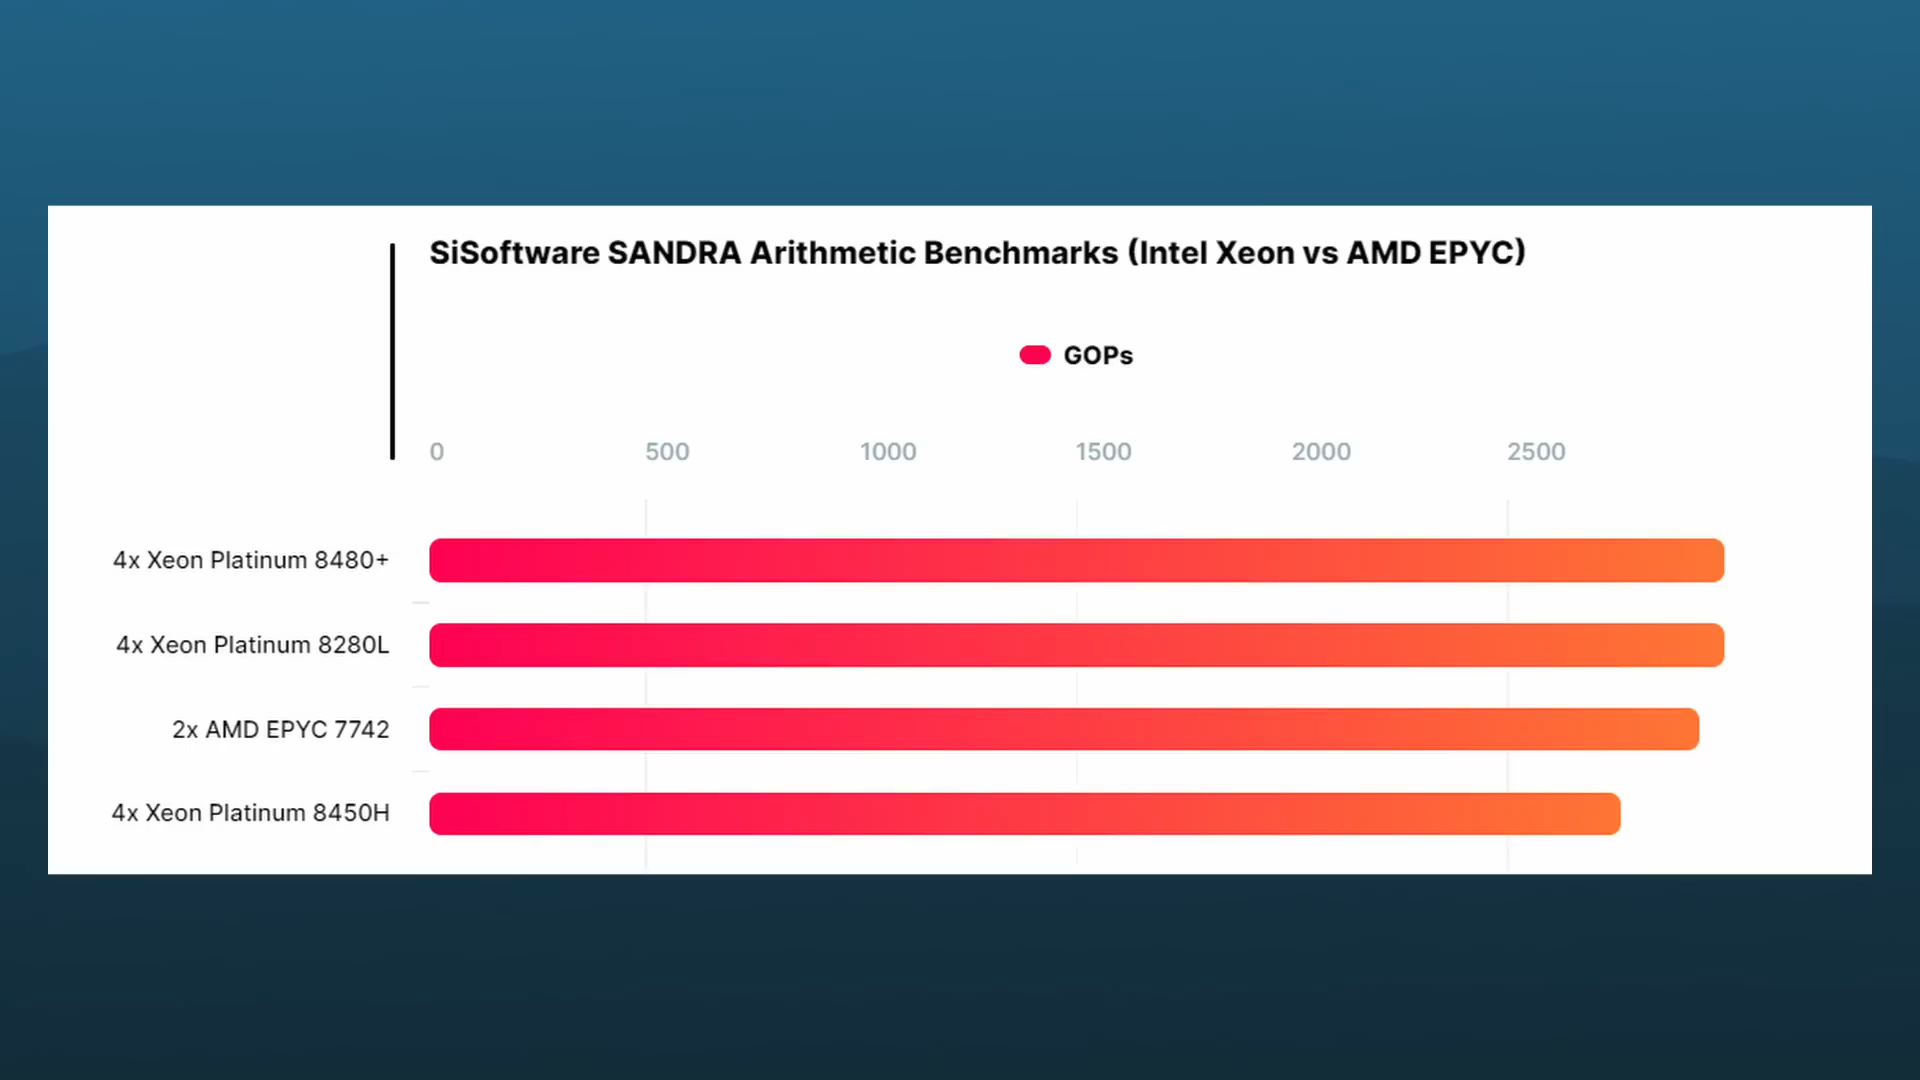 SiSoftware SANDRA Arithmetic Benchmarks (Intel Xeon vs AMD EPYC)
GOPs
0 500 1000 1500 2000 2500
4x Xeon Platinum 8480+
4x Xeon Platinum 8280L
2x AMD EPYC 7742
4x Xeon Platinum 8450H